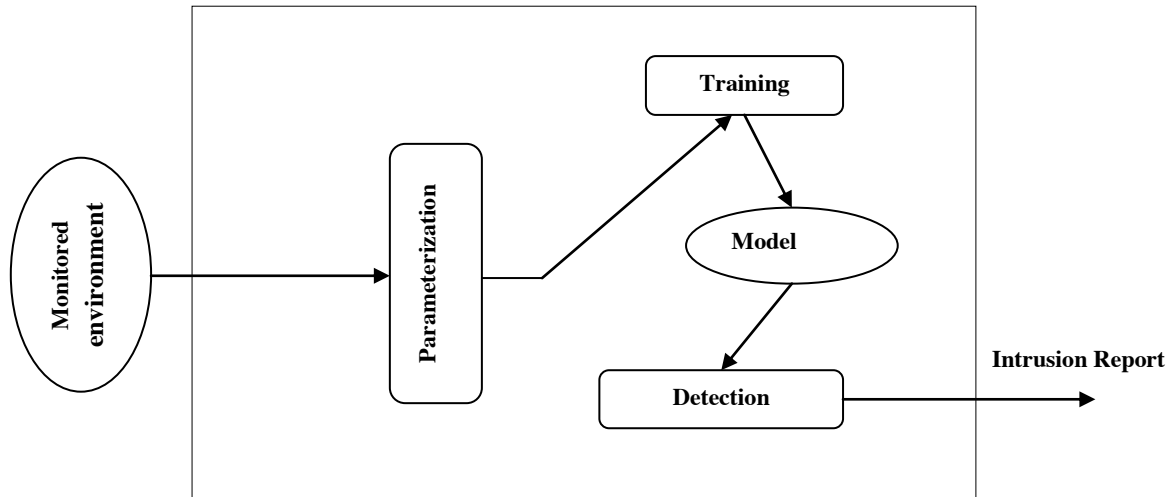 Monitored
environment
Parameterization
Training
Model
Detection
Intrusion Report